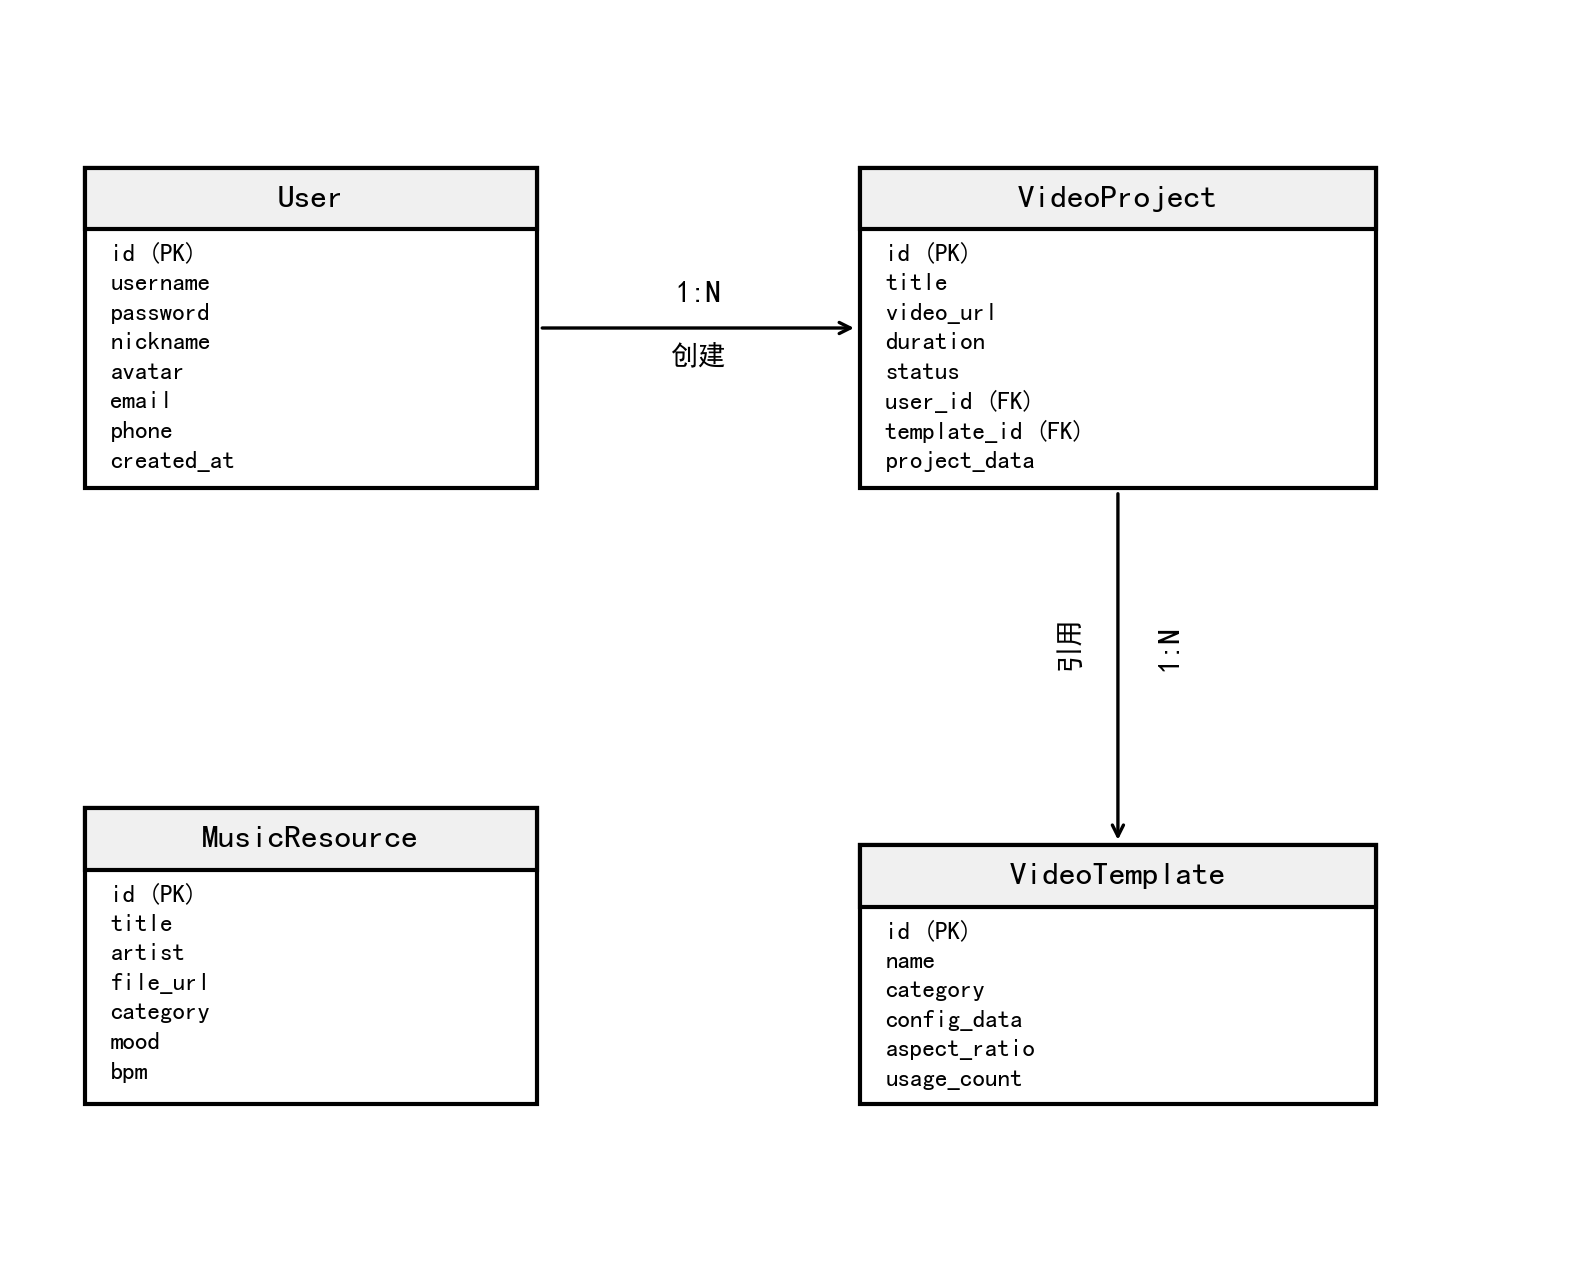 User
id (PK)
username
password
nickname
avatar
email
phone
created_at
1:N
创建
VideoProject
id (PK)
title
video_url
duration
status
user_id (FK)
template_id (FK)
project_data
引用
1:N
MusicResource
id (PK)
title
artist
file_url
category
mood
bpm
VideoTemplate
id (PK)
name
category
config_data
aspect_ratio
usage_count